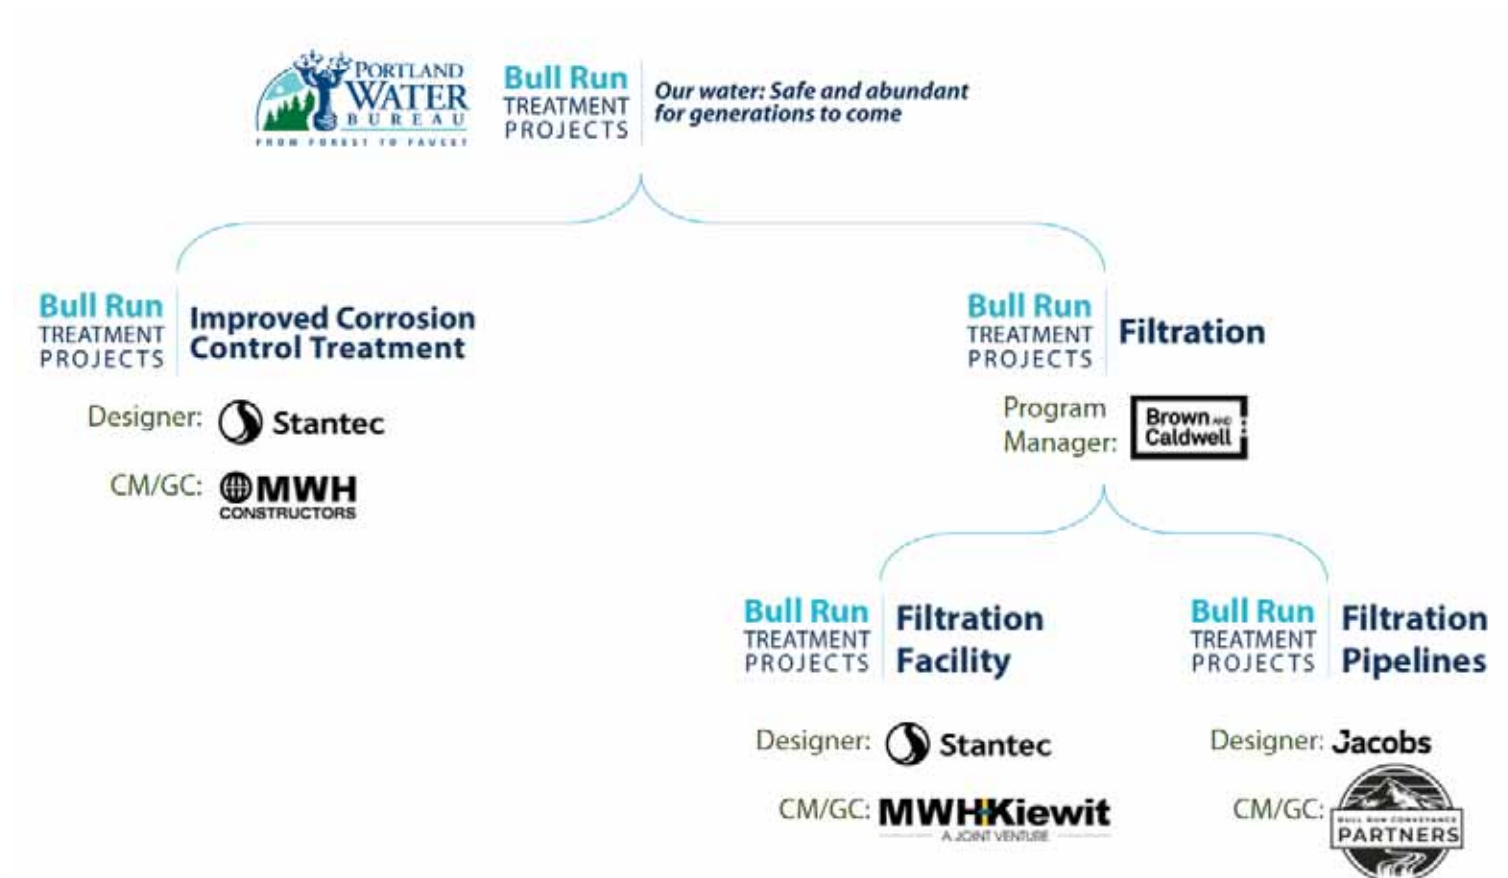 PORTLAND
WATER
BUREAU
FROM FOREST TO FAUCET
Bull Run
TREATMENT
PROJECTS
Our water: Safe and abundant
for generations to come
Bull Run
TREATMENT
PROJECTS
Improved Corrosion
Control Treatment
Designer: Stantec
CM/GC: MWH
CONSTRUCTORS
Bull Run
TREATMENT
PROJECTS
Filtration
Program
Manager:
Brown AND
Caldwell
Bull Run
TREATMENT
PROJECTS
Filtration
Facility
Designer: Stantec
CM/GC: MWH Kiewit
A JOINT VENTURE
Bull Run
TREATMENT
PROJECTS
Filtration
Pipelines
Designer: Jacobs
CM/GC:
BULL RUN CONVEYANCE
PARTNERS